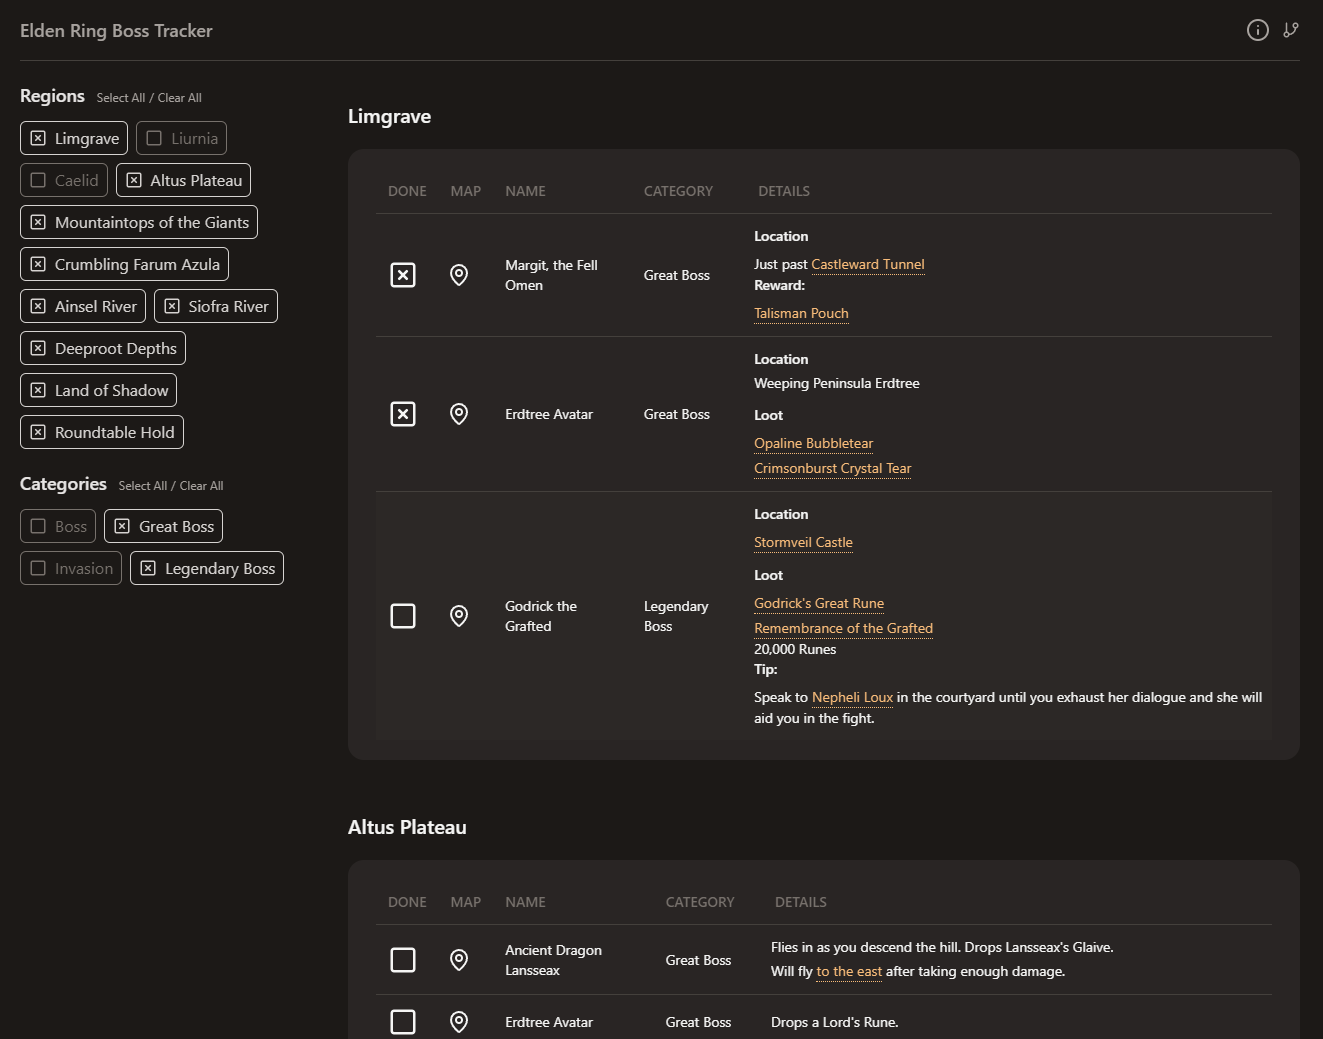 Elden Ring Boss Tracker
Regions Select All / Clear All
Limgrave Liurnia
Caelid Altus Plateau
Mountaintops of the Giants
Crumbling Farum Azula
Ainsel River Siofra River
Deeproot Depths
Land of Shadow
Roundtable Hold
Categories Select All / Clear All
Boss Great Boss
Invasion Legendary Boss
Limgrave
DONE MAP NAME CATEGORY DETAILS
Margit, the Fell
Omen
Great Boss
Location
Just past Castleward Tunnel
Reward:
Talisman Pouch
Erdtree Avatar
Great Boss
Location
Weeping Peninsula Erdtree
Loot
Opaline Bubbletear
Crimsonburst Crystal Tear
Godrick the
Grafted
Legendary
Boss
Location
Stormveil Castle
Loot
Godrick's Great Rune
Remembrance of the Grafted
20,000 Runes
Tip:
Speak to Nepheli Loux in the courtyard until you exhaust her dialogue and she will
aid you in the fight.
Altus Plateau
DONE MAP NAME CATEGORY DETAILS
Ancient Dragon
Lansseax
Great Boss
Flies in as you descend the hill. Drops Lansseax's Glaive.
Will fly to the east after taking enough damage.
Erdtree Avatar
Great Boss
Drops a Lord's Rune.